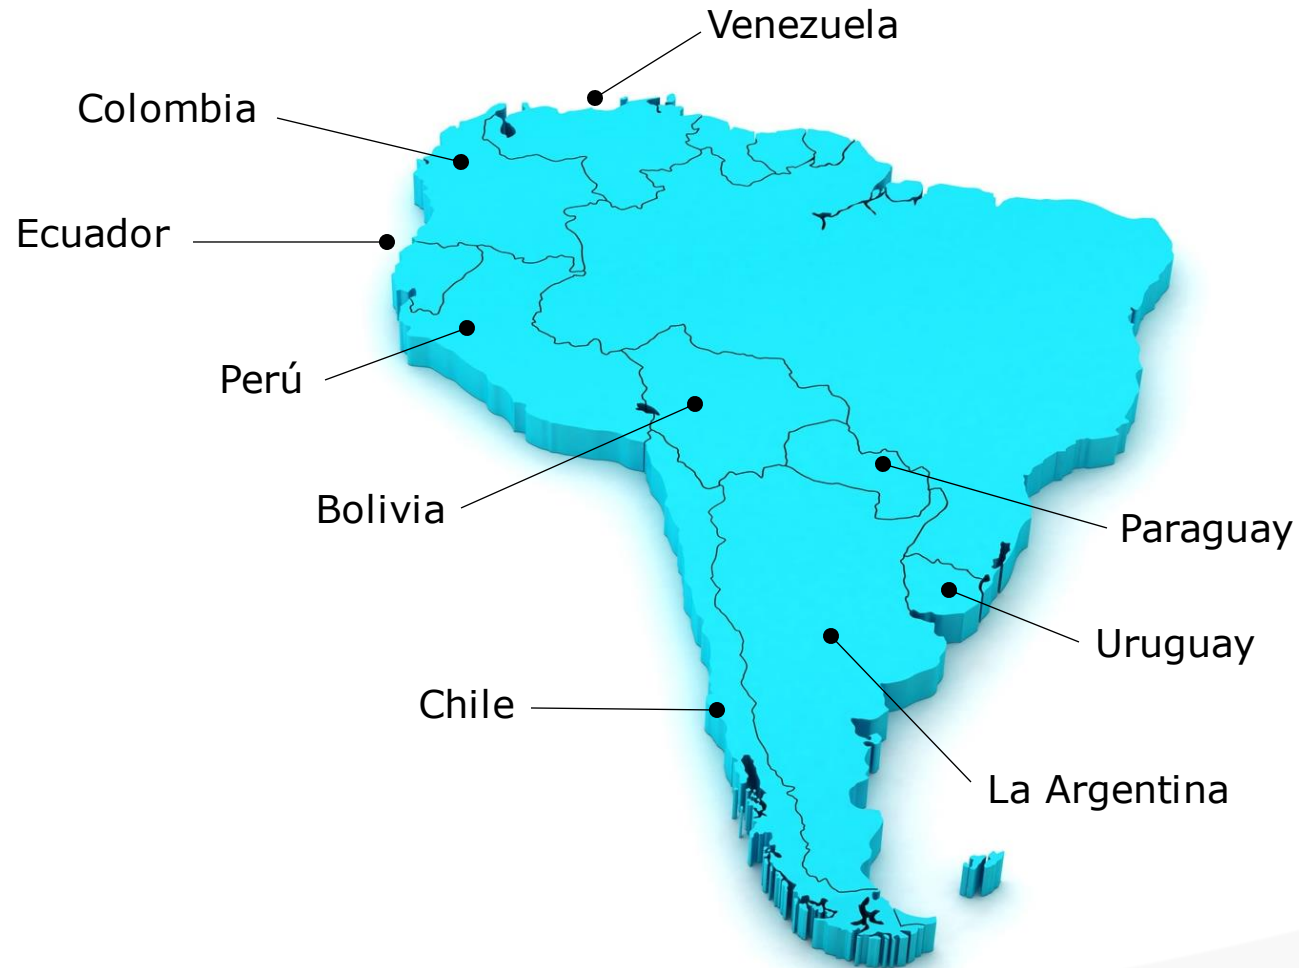 Venezuela
Colombia
Ecuador
Perú
Bolivia
Paraguay
Uruguay
Chile
La Argentina